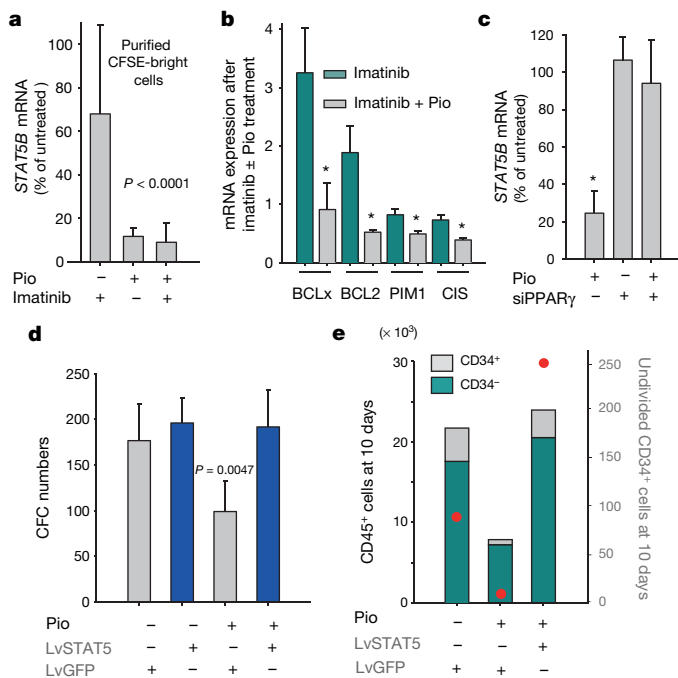 a
STAT5B mRNA
(% of untreated)
100
80
60
40
20
0
Purified
CFSE-bright
cells
P < 0.0001
Pio – + +
Imatinib + – +
b
mRNA expression after
imatinib ± Pio treatment
4
3
2
1
0
Imatinib
Imatinib + Pio
* * * *
BCLx BCL2 PIM1 CIS
c
STAT5B mRNA
(% of untreated)
120
100
80
60
40
20
0
*
Pio + – +
siPPARγ – + +
d
CFC numbers
250
200
150
100
50
0
P = 0.0047
Pio – – + +
LvSTAT5 – + – +
LvGFP + – + –
e
(× 10³)
CD45⁺ cells at 10 days
30
20
10
0
CD34⁺
CD34⁻
250
200
150
100
50
0
Undivided CD34⁺
cells at 10 days
Pio – + +
LvSTAT5 – – +
LvGFP + + –